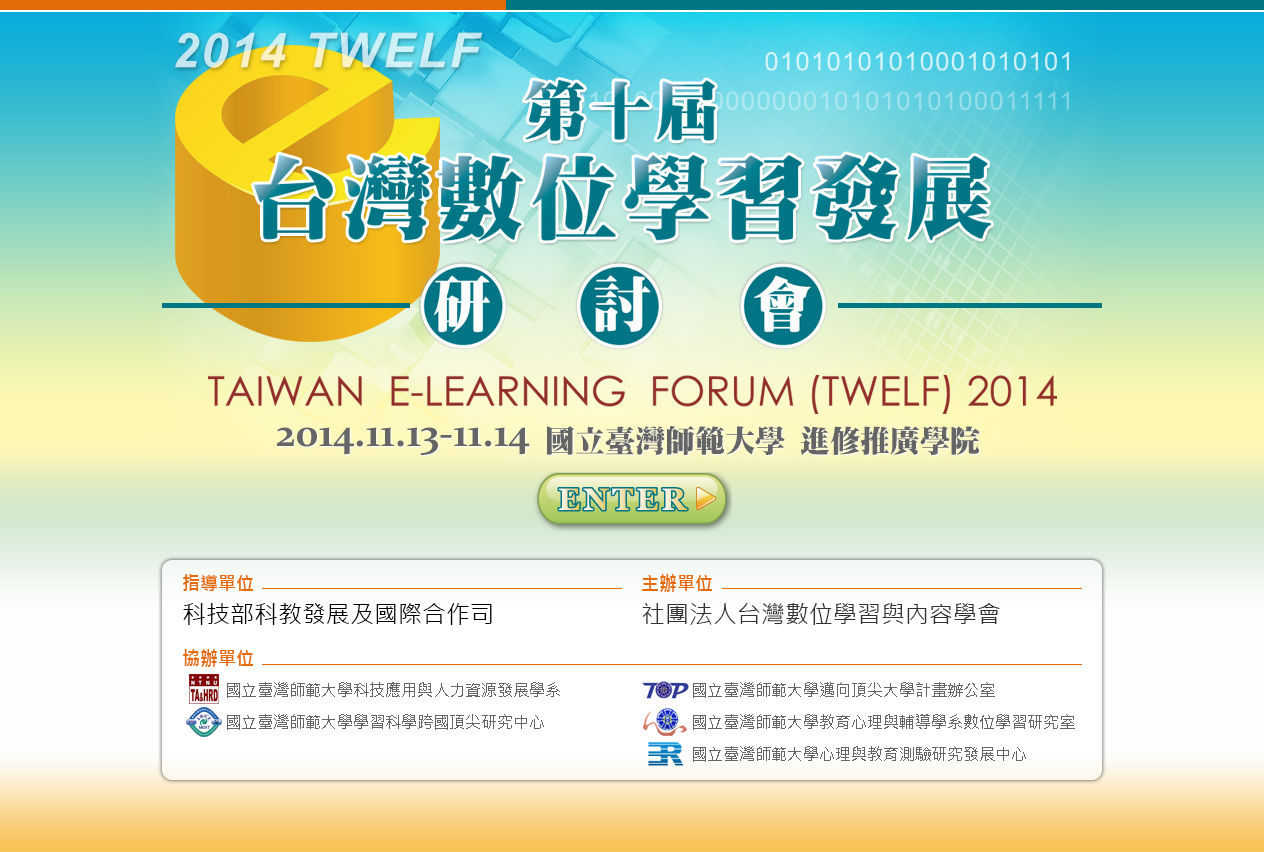 2014 TWELF
01010101010001010101
第十屆
台灣數位學習發展
研 討 會
TAIWAN E-LEARNING FORUM (TWELF) 2014
2014.11.13-11.14 國立臺灣師範大學 進修推廣學院
ENTER
指導單位
科技部科教發展及國際合作司
主辦單位
社團法人台灣數位學習與內容學會
協辦單位
NTNU
TA&HRD
國立臺灣師範大學科技應用與人力資源發展學系
國立臺灣師範大學學習科學跨國頂尖研究中心
TOP 國立臺灣師範大學邁向頂尖大學計畫辦公室
國立臺灣師範大學教育心理與輔導學系數位學習研究室
國立臺灣師範大學心理與教育測驗研究發展中心